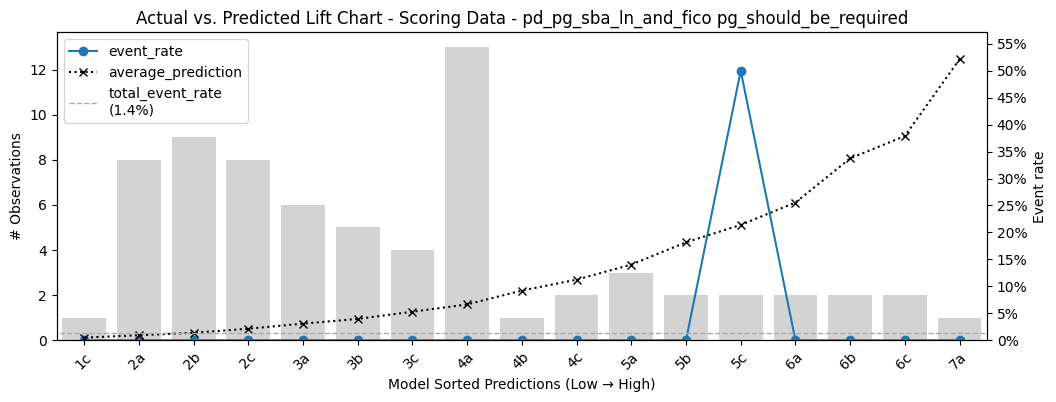 Actual vs. Predicted Lift Chart - Scoring Data - pd_pg_sba_ln_and_fico pg_should_be_required
event_rate
average_prediction
total_event_rate
(1.4%)
# Observations
12
10
8
6
4
2
0
55%
50%
45%
40%
35%
30%
25%
20%
15%
10%
5%
0%
Event rate
1c 2a 2b 2c 3a 3b 3c 4a 4b 4c 5a 5b 5c 6a 6b 6c 7a
Model Sorted Predictions (Low → High)